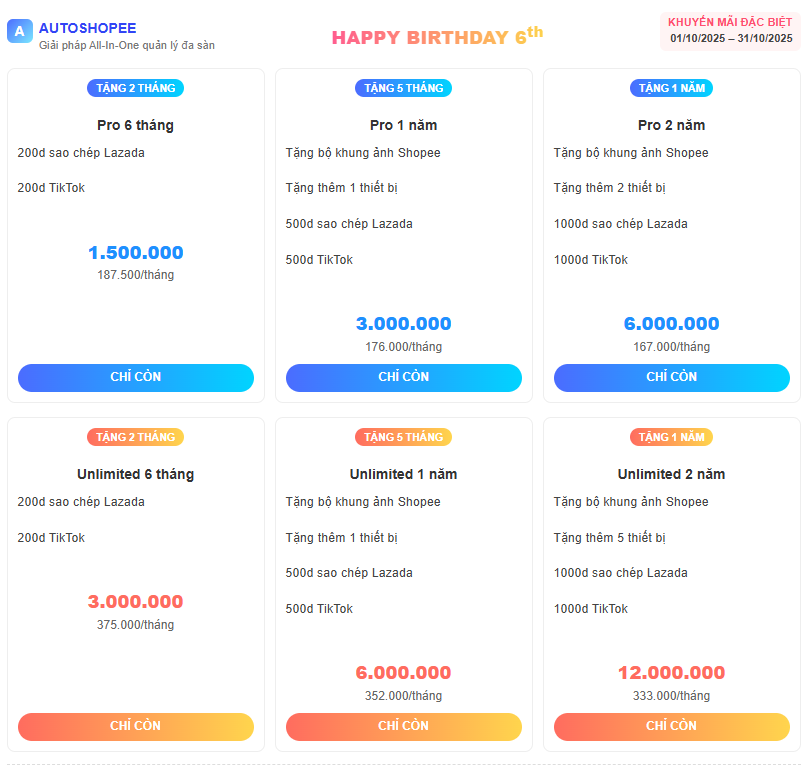 A AUTOSHOPEE
Giải pháp All-In-One quản lý đa sàn
HAPPY BIRTHDAY 6th
KHUYẾN MÃI ĐẶC BIỆT
01/10/2025 – 31/10/2025
TẶNG 2 THÁNG
Pro 6 tháng
200d sao chép Lazada
200d TikTok
1.500.000
187.500/tháng
CHỈ CÒN
TẶNG 5 THÁNG
Pro 1 năm
Tặng bộ khung ảnh Shopee
Tặng thêm 1 thiết bị
500d sao chép Lazada
500d TikTok
3.000.000
176.000/tháng
CHỈ CÒN
TẶNG 1 NĂM
Pro 2 năm
Tặng bộ khung ảnh Shopee
Tặng thêm 2 thiết bị
1000d sao chép Lazada
1000d TikTok
6.000.000
167.000/tháng
CHỈ CÒN
TẶNG 2 THÁNG
Unlimited 6 tháng
200d sao chép Lazada
200d TikTok
3.000.000
375.000/tháng
CHỈ CÒN
TẶNG 5 THÁNG
Unlimited 1 năm
Tặng bộ khung ảnh Shopee
Tặng thêm 1 thiết bị
500d sao chép Lazada
500d TikTok
6.000.000
352.000/tháng
CHỈ CÒN
TẶNG 1 NĂM
Unlimited 2 năm
Tặng bộ khung ảnh Shopee
Tặng thêm 5 thiết bị
1000d sao chép Lazada
1000d TikTok
12.000.000
333.000/tháng
CHỈ CÒN